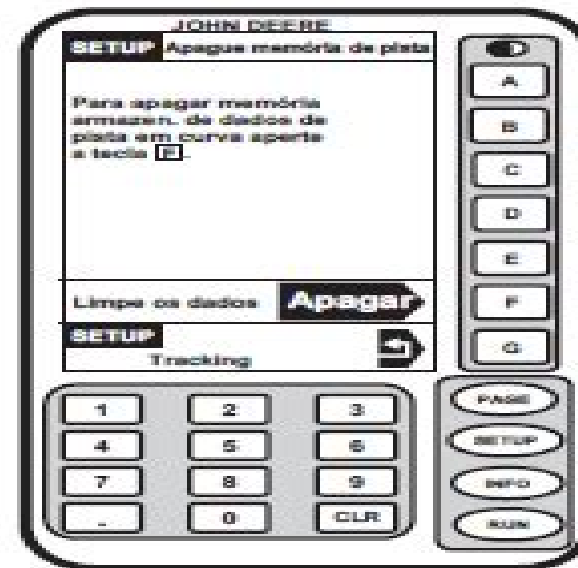 JOHN DEERE
SETUP Apague memória de pista
Para apagar memória
armazen. de dados de
pista em curva aperte
a tecla F.
Limpe os dados Apagar
SETUP
Tracking
A
B
C
D
E
F
G
1 2 3
4 5 6
7 8 9
. 0 CLR
PAGE
SETUP
INFO
RUN